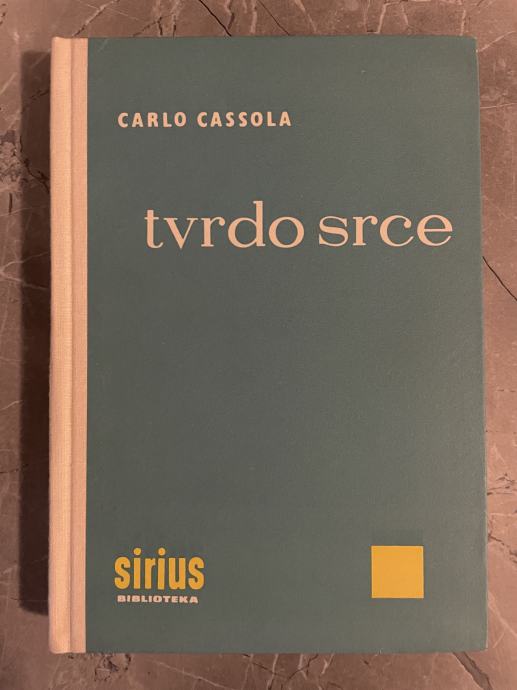 CARLO CASSOLA
tvrdo srce
sirius
BIBLIOTEKA